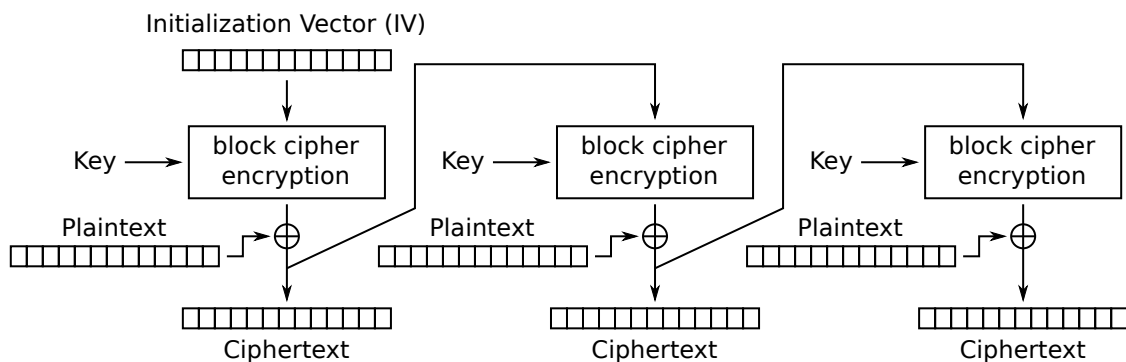 Initialization Vector (IV)
block cipher
encryption
Key
Plaintext
Ciphertext
block cipher
encryption
Key
Plaintext
Ciphertext
block cipher
encryption
Key
Plaintext
Ciphertext